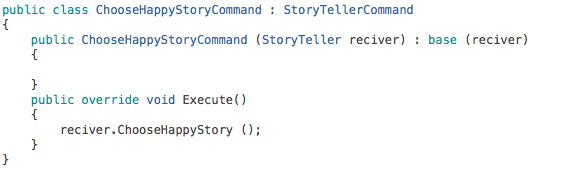 public class ChooseHappyStoryCommand : StoryTellerCommand
{
    public ChooseHappyStoryCommand (StoryTeller reciver) : base (reciver)
    {

    }
    public override void Execute()
    {
        reciver.ChooseHappyStory ();
    }
}